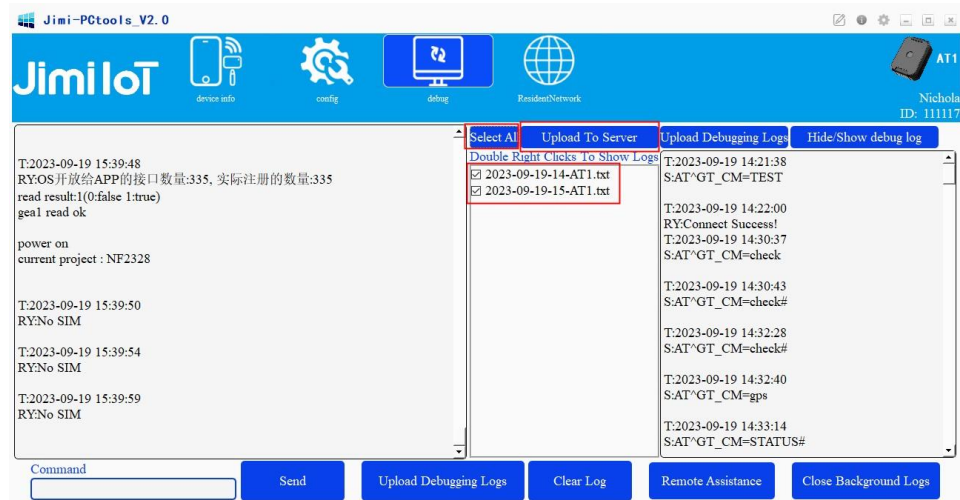 Jimi-PCtools_V2.0
JimiIoT
device info
config
debug
ResidentNetwork
AT1
Nichola
ID: 111117
T:2023-09-19 15:39:48
RY:OS开放给APP的接口数量:335, 实际注册的数量:335
read result:1(0:false 1:true)
gea1 read ok
power on
current project : NF2328
T:2023-09-19 15:39:50
RY:No SIM
T:2023-09-19 15:39:54
RY:No SIM
T:2023-09-19 15:39:59
RY:No SIM
Select Al
Upload To Server
Upload Debugging Logs
Hide/Show debug log
Double Right Clicks To Show Logs
2023-09-19-14-AT1.txt
2023-09-19-15-AT1.txt
T:2023-09-19 14:21:38
S:AT^GT_CM=TEST
T:2023-09-19 14:22:00
RY:Connect Success!
T:2023-09-19 14:30:37
S:AT^GT_CM=check
T:2023-09-19 14:30:43
S:AT^GT_CM=check#
T:2023-09-19 14:32:28
S:AT^GT_CM=check#
T:2023-09-19 14:32:40
S:AT^GT_CM=gps
T:2023-09-19 14:33:14
S:AT^GT_CM=STATUS#
Command
Send
Upload Debugging Logs
Clear Log
Remote Assistance
Close Background Logs